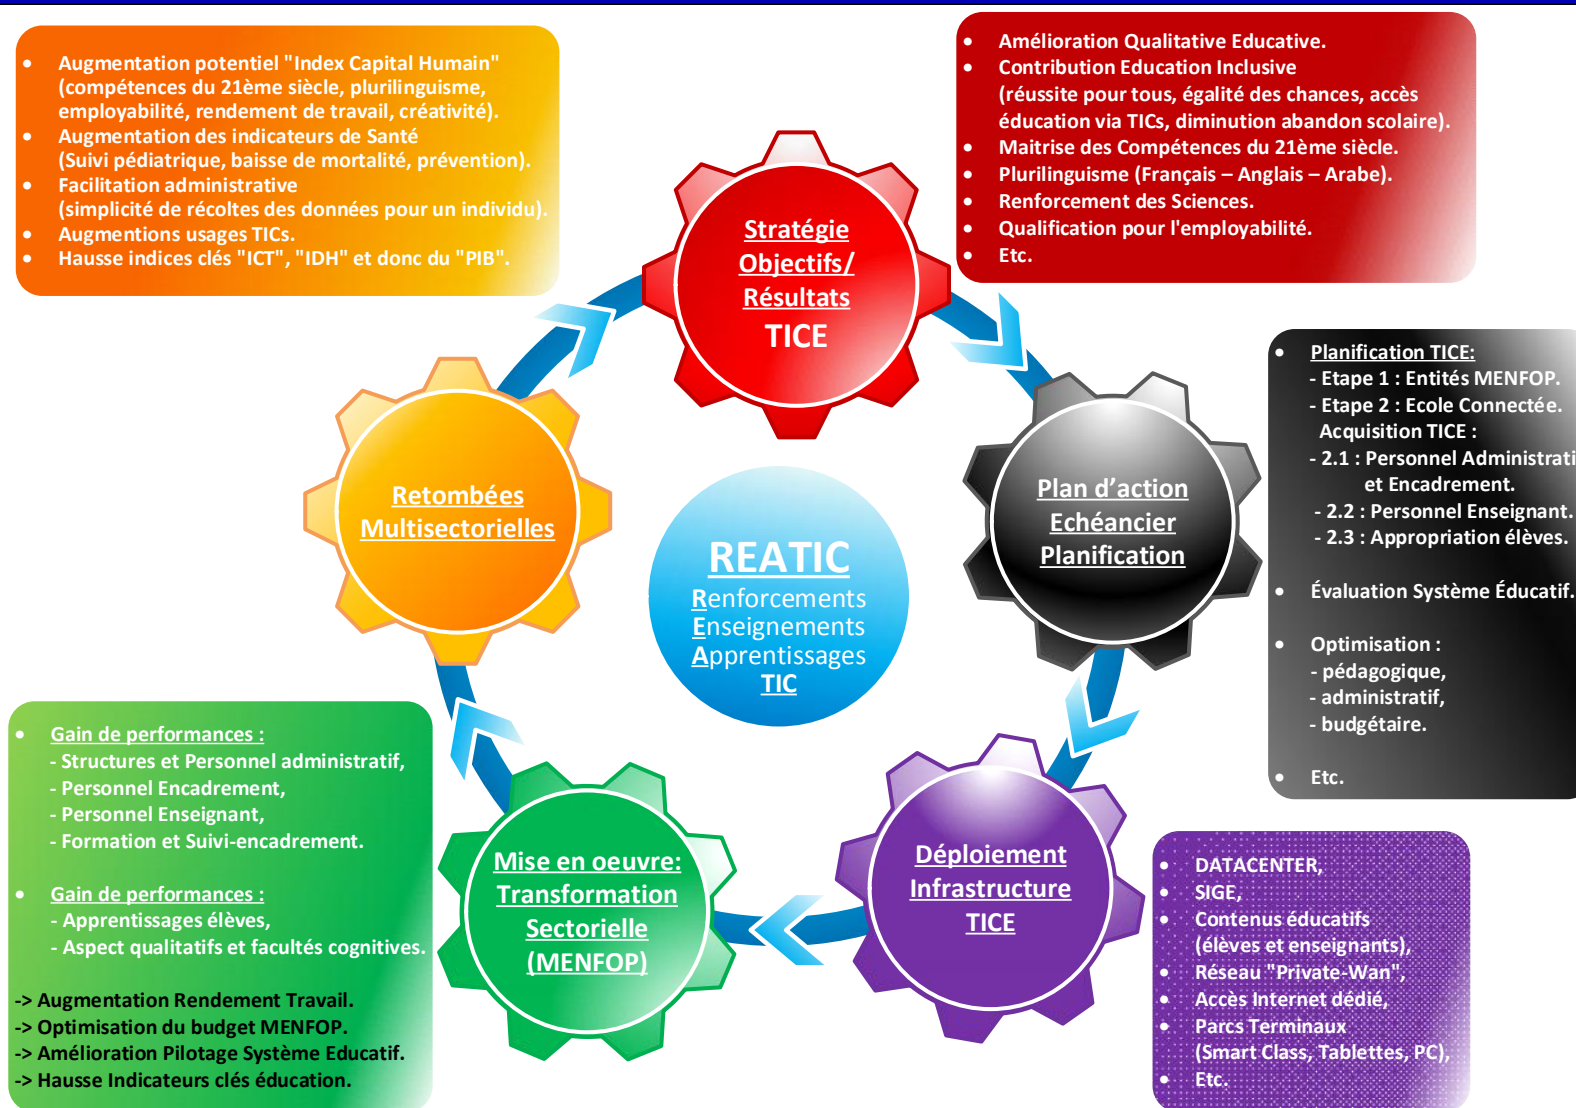 • Augmentation potentiel "Index Capital Humain"
(compétences du 21ème siècle, plurilinguisme,
employabilité, rendement de travail, créativité).
• Augmentation des indicateurs de Santé
(Suivi pédiatrique, baisse de mortalité, prévention).
• Facilitation administrative
(simplicité de récoltes des données pour un individu).
• Augmentions usages TICs.
• Hausse indices clés "ICT", "IDH" et donc du "PIB".
• Amélioration Qualitative Educative.
• Contribution Education Inclusive
(réussite pour tous, égalité des chances, accès
éducation via TICs, diminution abandon scolaire).
• Maitrise des Compétences du 21ème siècle.
• Plurilinguisme (Français – Anglais – Arabe).
• Renforcement des Sciences.
• Qualification pour l'employabilité.
• Etc.
Stratégie
Objectifs/
Résultats
TICE
• Planification TICE:
- Etape 1 : Entités MENFOP.
- Etape 2 : Ecole Connectée.
Acquisition TICE :
- 2.1 : Personnel Administrati
et Encadrement.
- 2.2 : Personnel Enseignant.
- 2.3 : Appropriation élèves.
• Évaluation Système Éducatif.
• Optimisation :
- pédagogique,
- administratif,
- budgétaire.
• Etc.
Plan d’action
Echéancier
Planification
Retombées
Multisectorielles
REATIC
Renforcements
Enseignements
Apprentissages
TIC
• Gain de performances :
- Structures et Personnel administratif,
- Personnel Encadrement,
- Personnel Enseignant,
- Formation et Suivi-encadrement.
• Gain de performances :
- Apprentissages élèves,
- Aspect qualitatifs et facultés cognitives.
-> Augmentation Rendement Travail.
-> Optimisation du budget MENFOP.
-> Amélioration Pilotage Système Educatif.
-> Hausse Indicateurs clés éducation.
Mise en oeuvre:
Transformation
Sectorielle
(MENFOP)
Déploiement
Infrastructure
TICE
• DATACENTER,
• SIGE,
• Contenus éducatifs
(élèves et enseignants),
• Réseau "Private-Wan",
• Accès Internet dédié,
• Parcs Terminaux
(Smart Class, Tablettes, PC),
• Etc.